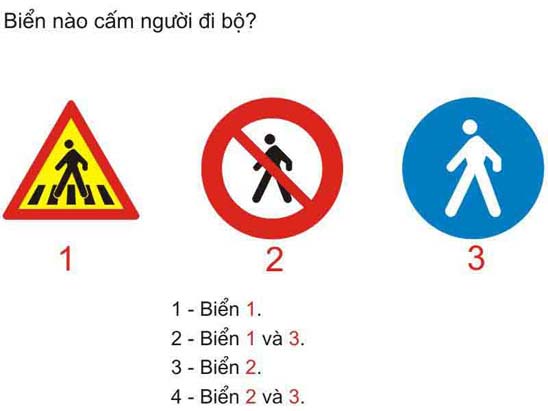 Biển nào cấm người đi bộ?
1 2 3
1 - Biển 1.
2 - Biển 1 và 3.
3 - Biển 2.
4 - Biển 2 và 3.